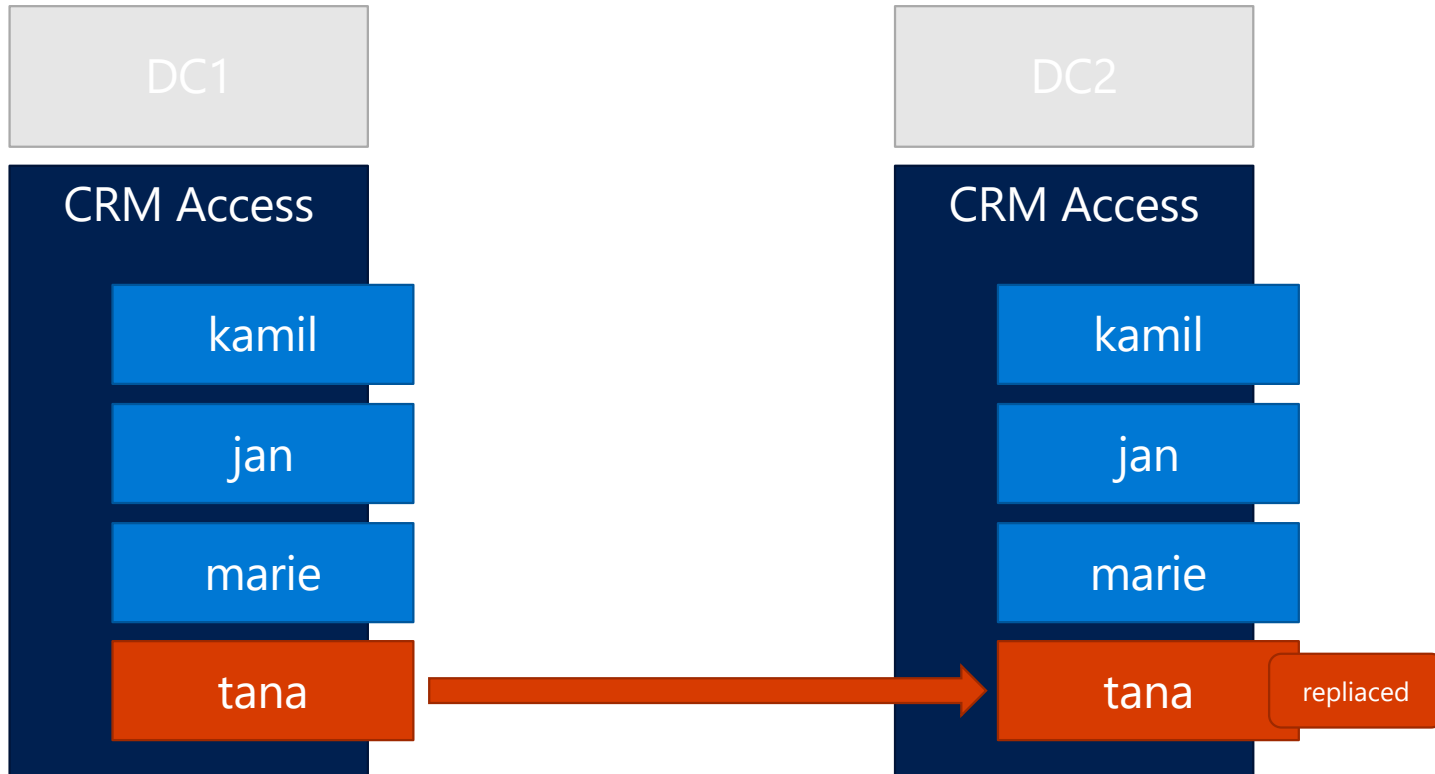 DC1
DC2
CRM Access
kamil
jan
marie
tana
CRM Access
kamil
jan
marie
tana
repliaced